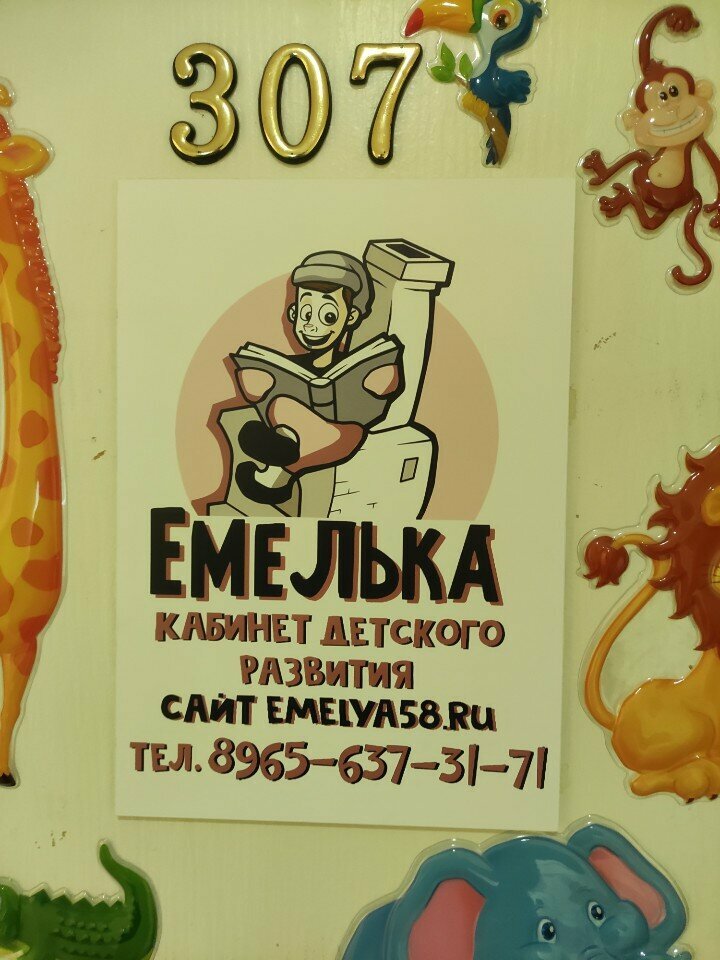 307
ЕМЕЛЬКА
КАБИНЕТ ДЕТСКОГО
РАЗВИТИЯ
САЙТ EMELYA58.RU
ТЕЛ. 8965-637-31-71